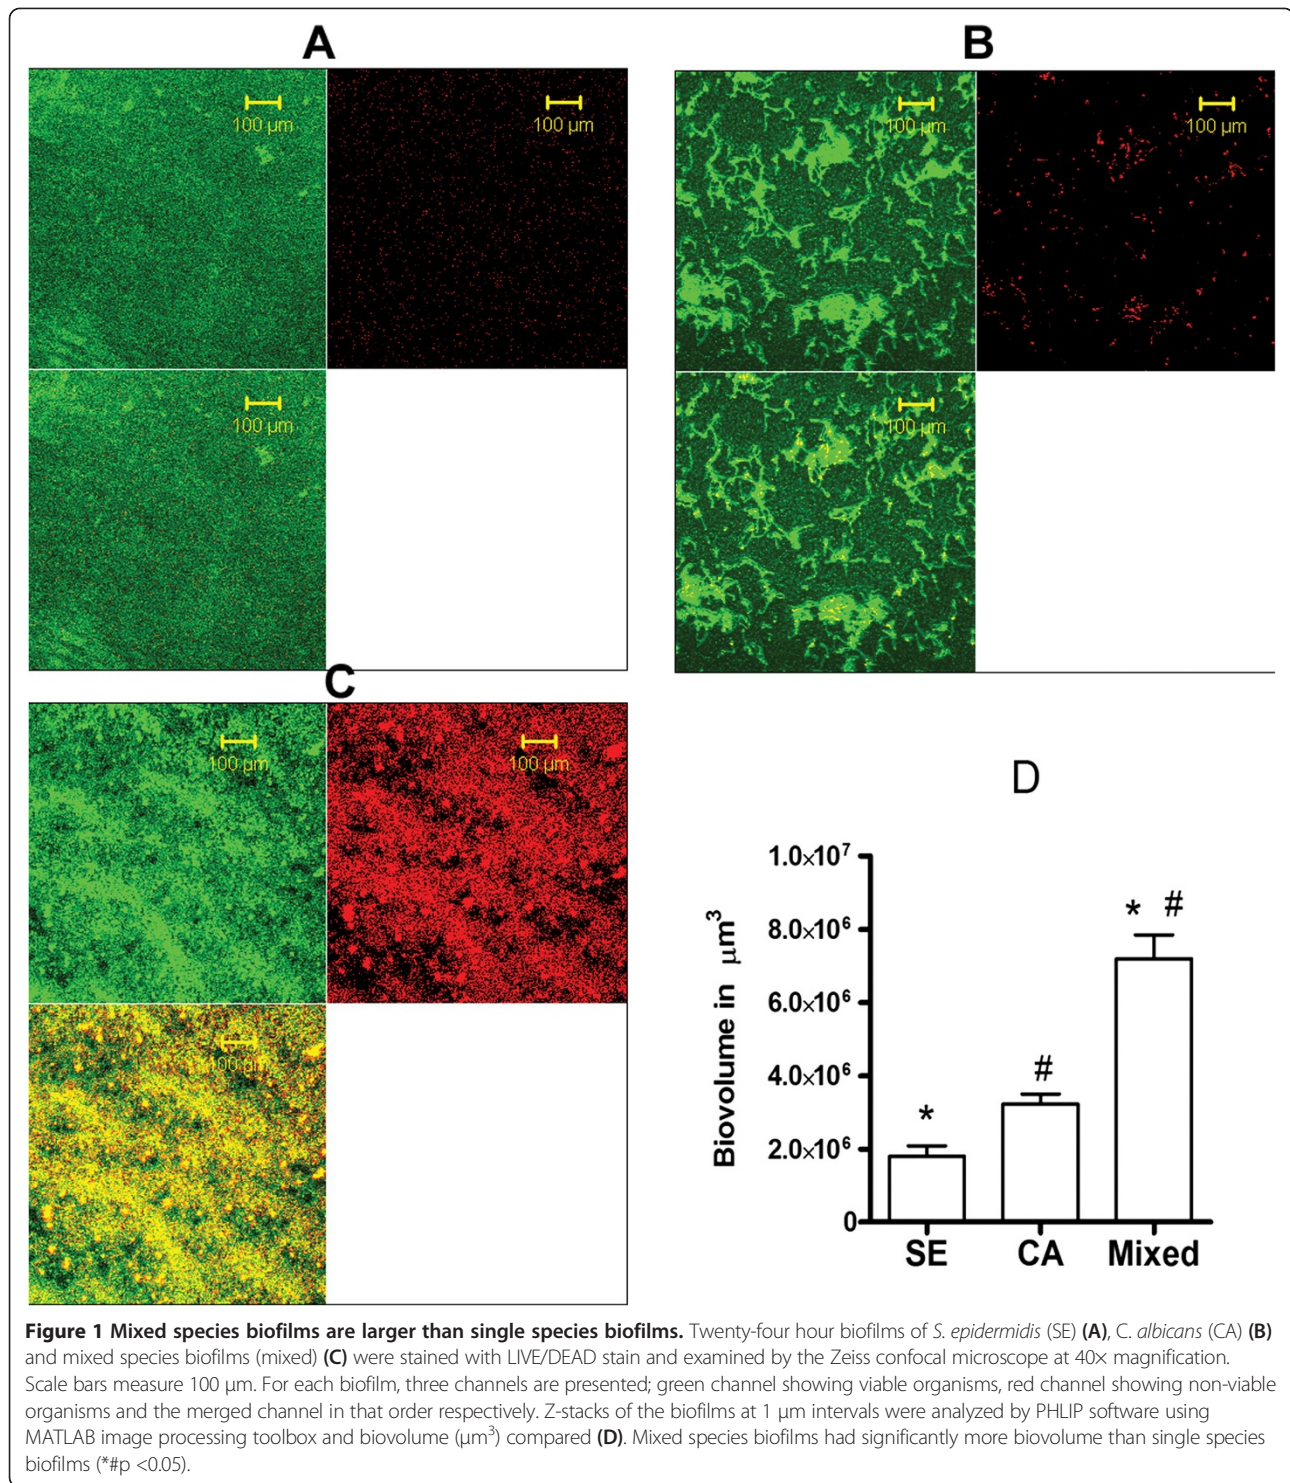 A
B
100 µm
100 µm
100 µm
100 µm
100 µm
100 µm
C
100 µm
100 µm
100 µm
D
Biovolume in µm³
1.0×10⁷
8.0×10⁶
6.0×10⁶
4.0×10⁶
2.0×10⁶
0
*
#
* #
SE CA Mixed
Figure 1 Mixed species biofilms are larger than single species biofilms. Twenty-four hour biofilms of S. epidermidis (SE) (A), C. albicans (CA) (B)
and mixed species biofilms (mixed) (C) were stained with LIVE/DEAD stain and examined by the Zeiss confocal microscope at 40× magnification.
Scale bars measure 100 µm. For each biofilm, three channels are presented; green channel showing viable organisms, red channel showing non-viable
organisms and the merged channel in that order respectively. Z-stacks of the biofilms at 1 µm intervals were analyzed by PHLIP software using
MATLAB image processing toolbox and biovolume (µm³) compared (D). Mixed species biofilms had significantly more biovolume than single species
biofilms (*#p <0.05).